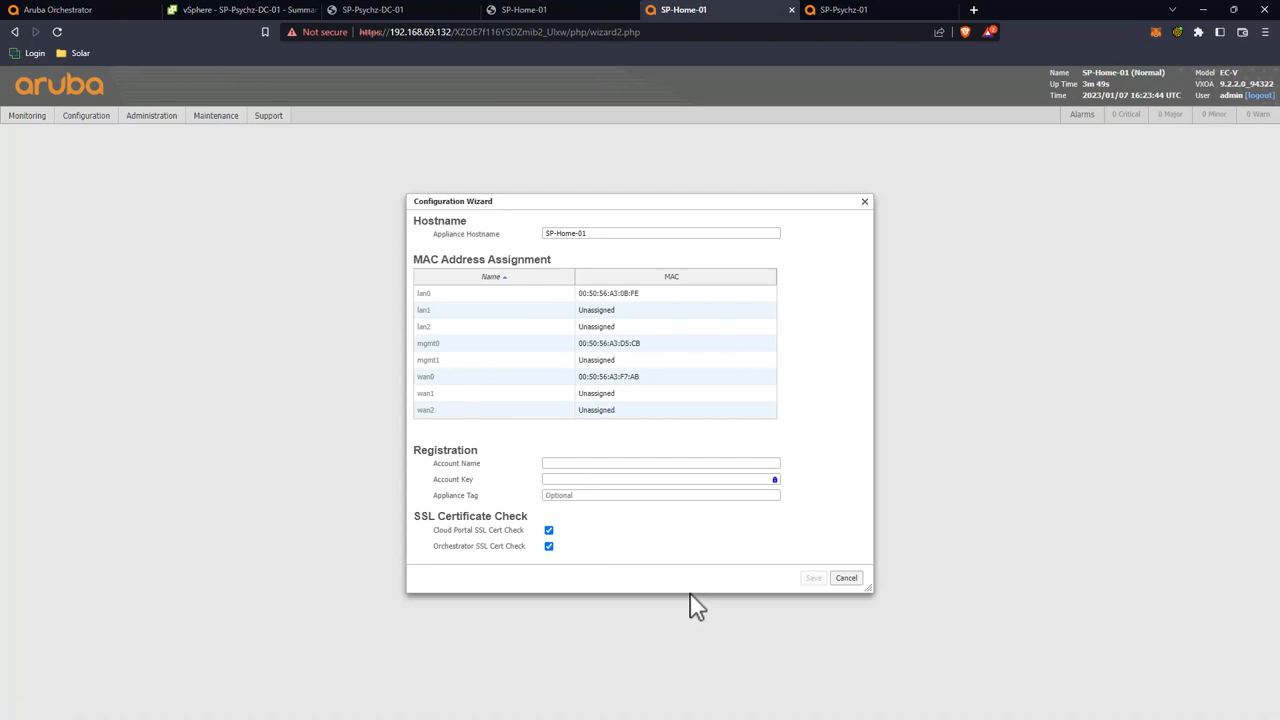 Aruba Orchestrator
vSphere - SP-Psychz-DC-01 - Summa
SP-Psychz-DC-01
SP-Home-01
SP-Home-01
SP-Psychz-01
Not secure
https://192.168.69.132/XZOE7f116YSDZmib2_Ulxw/php/wizard2.php
Login
Solar
aruba
Name SP-Home-01 (Normal) Model EC-V
Up Time 3m 49s VXOA 9.2.2.0_94322
Time 2023/01/07 16:23:44 UTC User admin [logout]
Monitoring Configuration Administration Maintenance Support
Alarms 0 Critical 0 Major 0 Minor 0 Warn
Configuration Wizard
Hostname
Appliance Hostname SP-Home-01
MAC Address Assignment
Name MAC
lan0 00:50:56:A3:0B:FE
lan1 Unassigned
lan2 Unassigned
mgmt0 00:50:56:A3:D5:CB
mgmt1 Unassigned
wan0 00:50:56:A3:F7:AB
wan1 Unassigned
wan2 Unassigned
Registration
Account Name
Account Key
Appliance Tag Optional
SSL Certificate Check
Cloud Portal SSL Cert Check
Orchestrator SSL Cert Check
Save Cancel